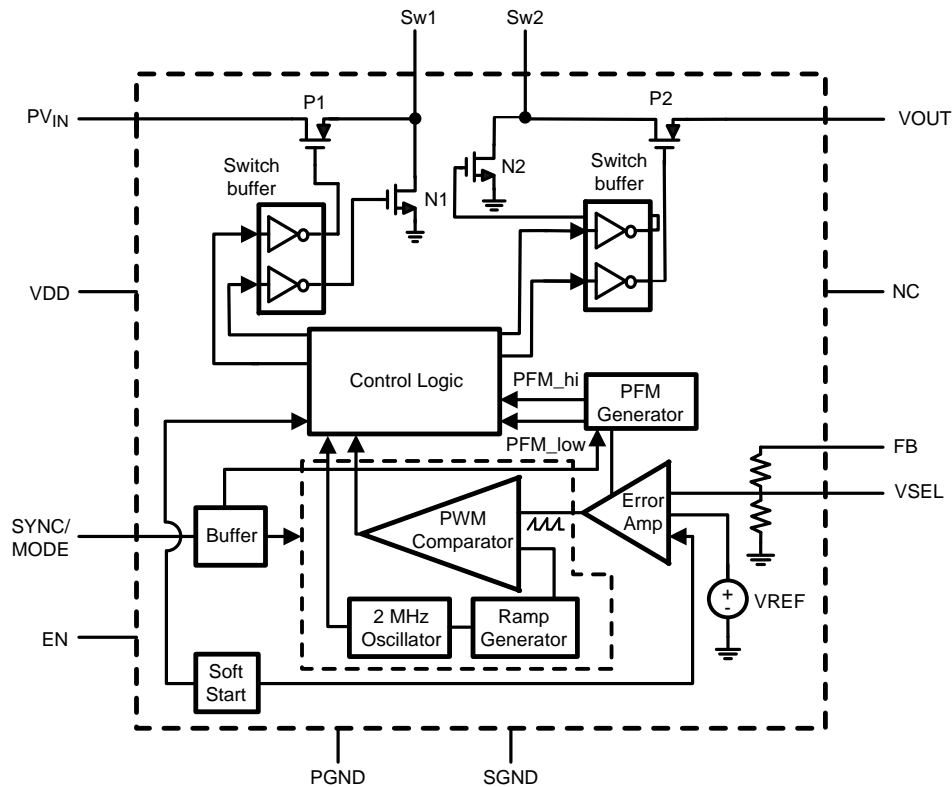 Sw1
Sw2
P1
P2
PVIN
VOUT
Switch
buffer
N1
N2
Switch
buffer
VDD
NC
Control Logic
PFM_hi
PFM
Generator
PFM_low
FB
VSEL
Error
Amp
SYNC/
MODE
Buffer
PWM
Comparator
+
-
VREF
2 MHz
Oscillator
Ramp
Generator
EN
Soft
Start
PGND
SGND